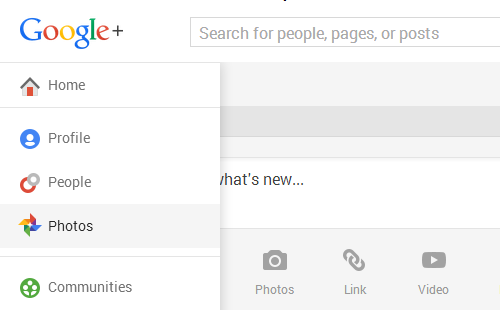 Google+
Search for people, pages, or posts
Home
Profile
People
Photos
Communities
what's new...
Photos
Link
Video